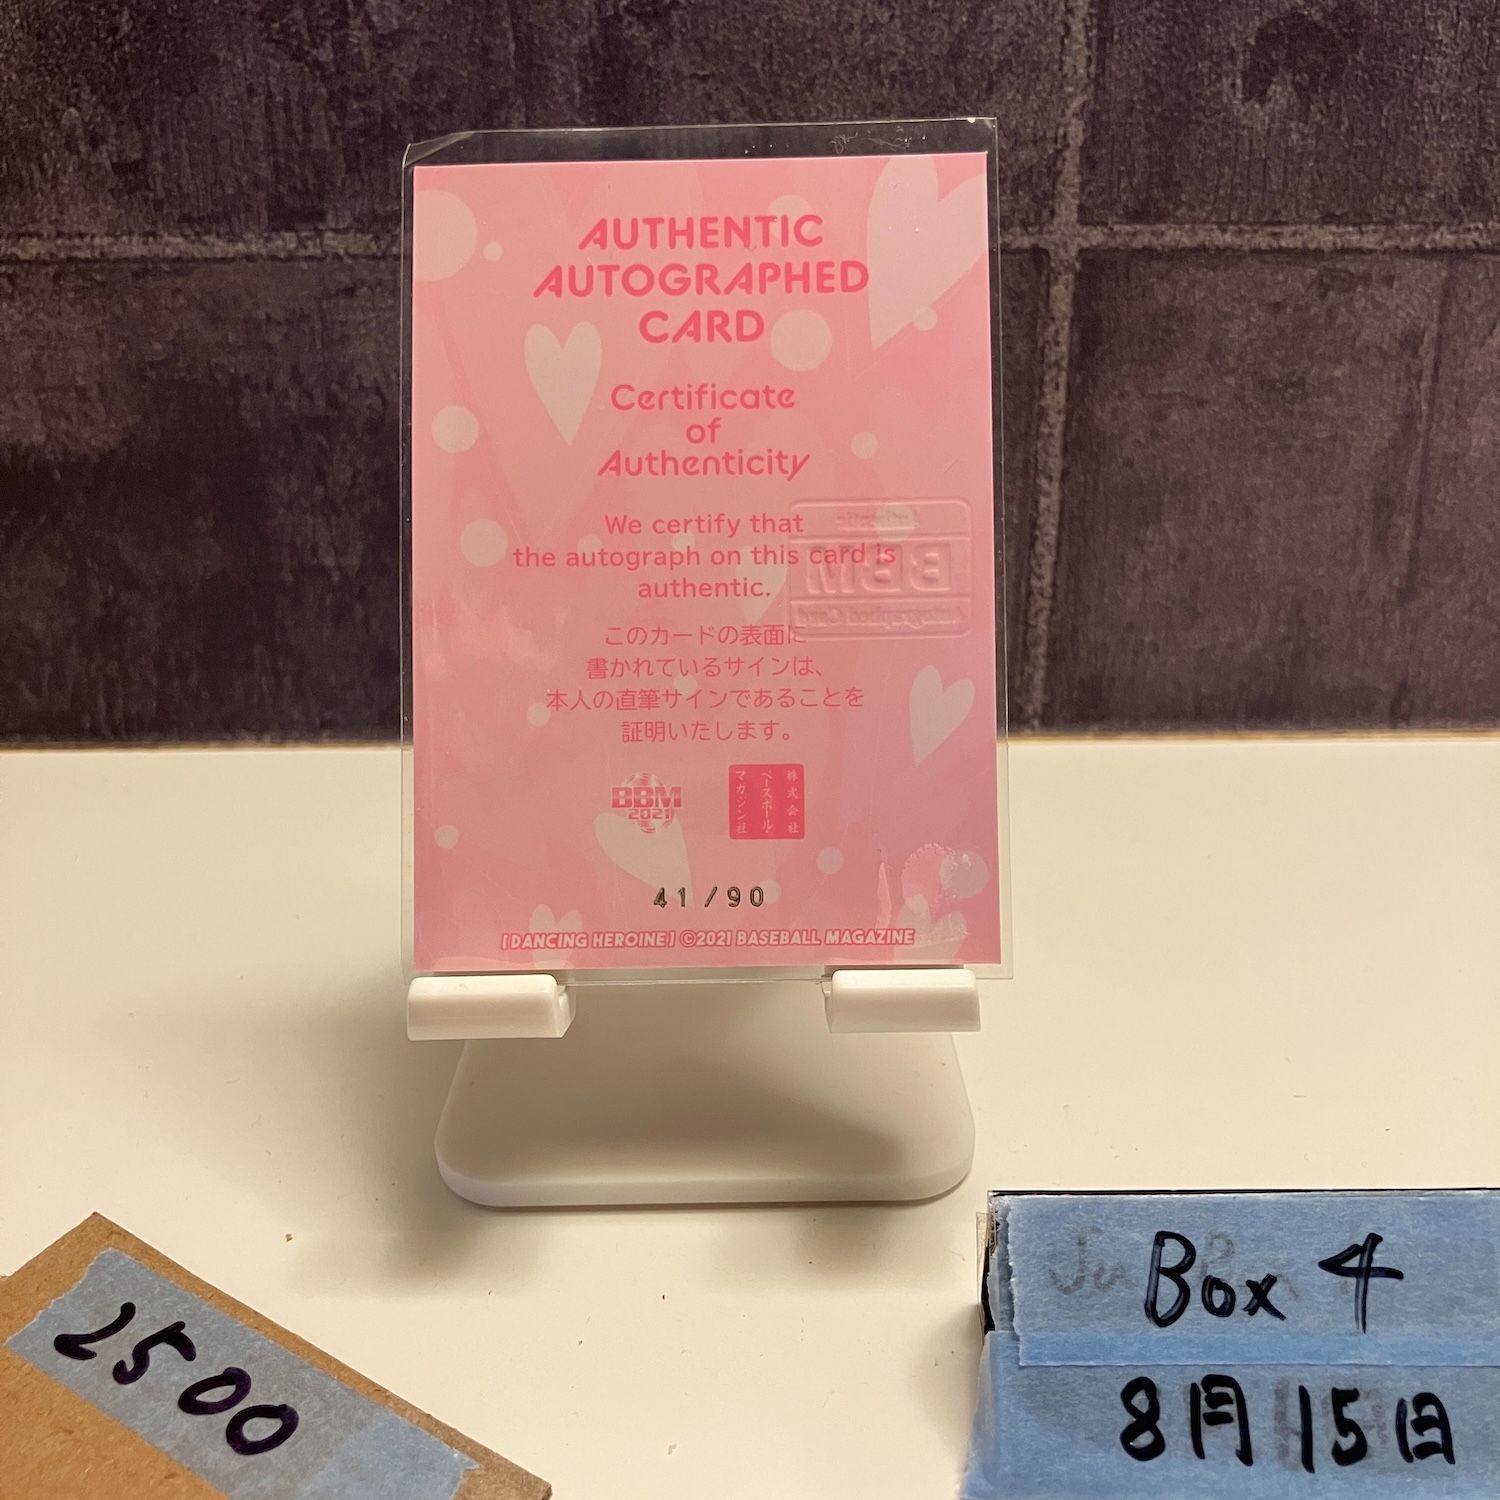 AUTHENTIC
AUTOGRAPHED
CARD
Certificate
of
Authenticity
We certify that
the autograph on this card is
authentic.
このカードの表面に
書かれているサインは、
本人の直筆サインであることを
証明いたします。
Authentic
BBM
Autographed Card
BBM
2021
株式会社
ベースボール・
マガジン社
41/90
[DANCING HEROINE] ©2021 BASEBALL MAGAZINE
2500
Box 4
8月15日